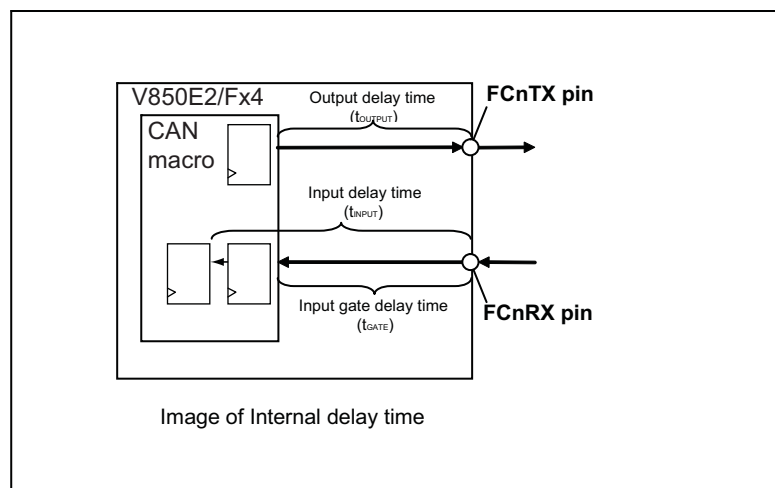 V850E2/Fx4
Output delay time
(tOUTPUT)
FCnTX pin
CAN
macro
Input delay time
(tINPUT)
Input gate delay time
(tGATE)
FCnRX pin
Image of Internal delay time